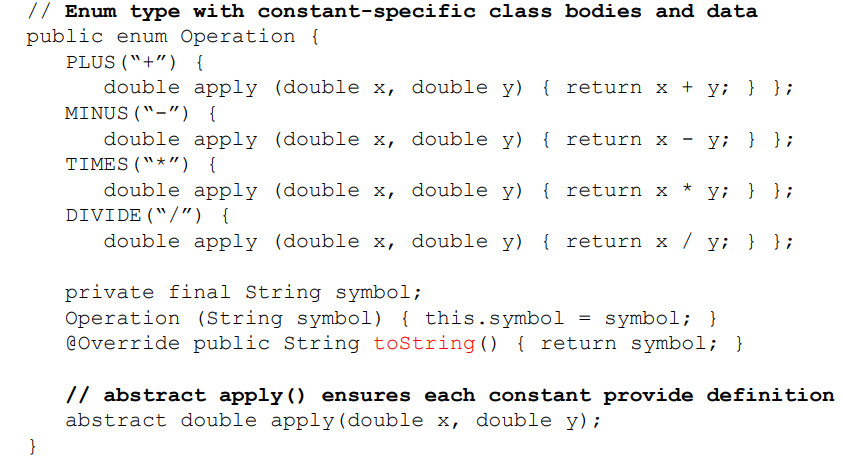 // Enum type with constant-specific class bodies and data
public enum Operation {
PLUS(“+”) {
double apply (double x, double y) { return x + y; } };
MINUS(“-”) {
double apply (double x, double y) { return x - y; } };
TIMES(“*”) {
double apply (double x, double y) { return x * y; } };
DIVIDE(“/”) {
double apply (double x, double y) { return x / y; } };
private final String symbol;
Operation (String symbol) { this.symbol = symbol; }
@Override public String toString() { return symbol; }
// abstract apply() ensures each constant provide definition
abstract double apply(double x, double y);
}